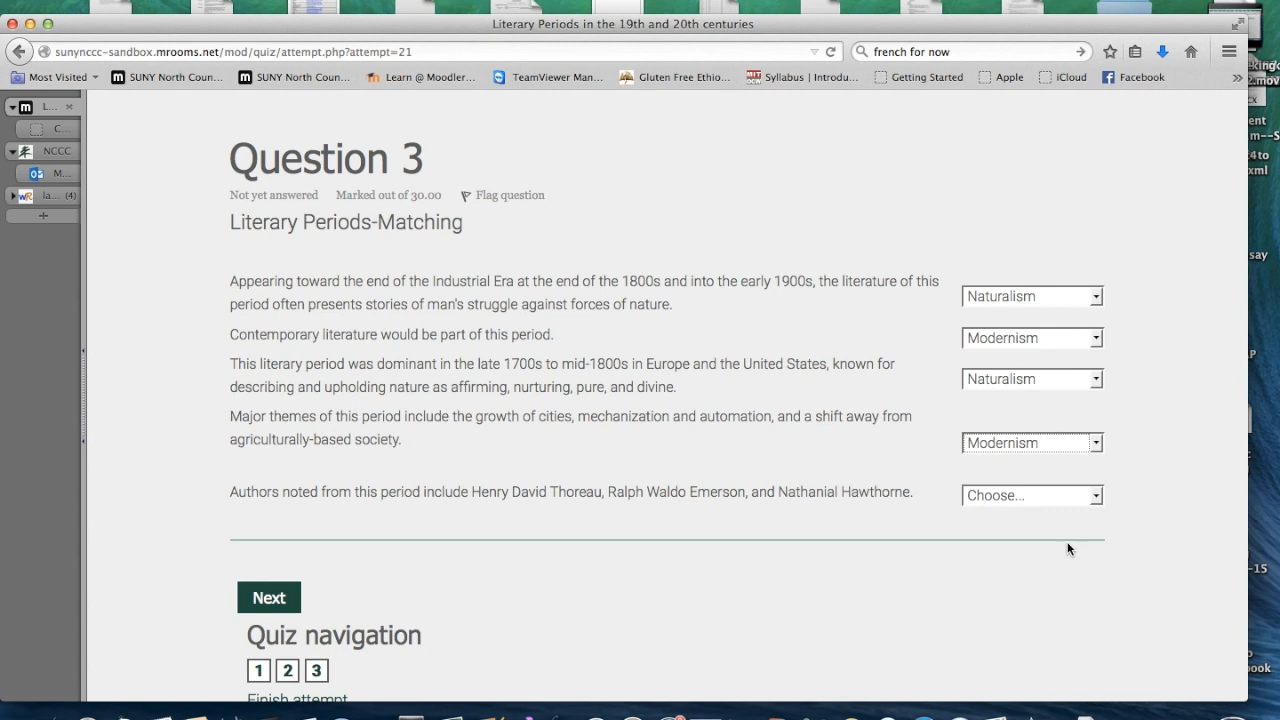 Literary Periods in the 19th and 20th centuries
sunynccc-sandbox.mrooms.net/mod/quiz/attempt.php?attempt=21
french for now
Most Visited
SUNY North Coun...
SUNY North Coun...
Learn @ Moodler...
TeamViewer Man...
Gluten Free Ethio...
Syllabus | Introdu...
Getting Started
Apple
iCloud
Facebook
L...
C...
NCCC
M...
la... (4)
Question 3
Not yet answered Marked out of 30.00 Flag question
Literary Periods-Matching
Appearing toward the end of the Industrial Era at the end of the 1800s and into the early 1900s, the literature of this
period often presents stories of man's struggle against forces of nature.
Naturalism
Contemporary literature would be part of this period.
Modernism
This literary period was dominant in the late 1700s to mid-1800s in Europe and the United States, known for
describing and upholding nature as affirming, nurturing, pure, and divine.
Naturalism
Major themes of this period include the growth of cities, mechanization and automation, and a shift away from
agriculturally-based society.
Modernism
Authors noted from this period include Henry David Thoreau, Ralph Waldo Emerson, and Nathanial Hawthorne.
Choose...
Next
Quiz navigation
1 2 3
Finish attempt